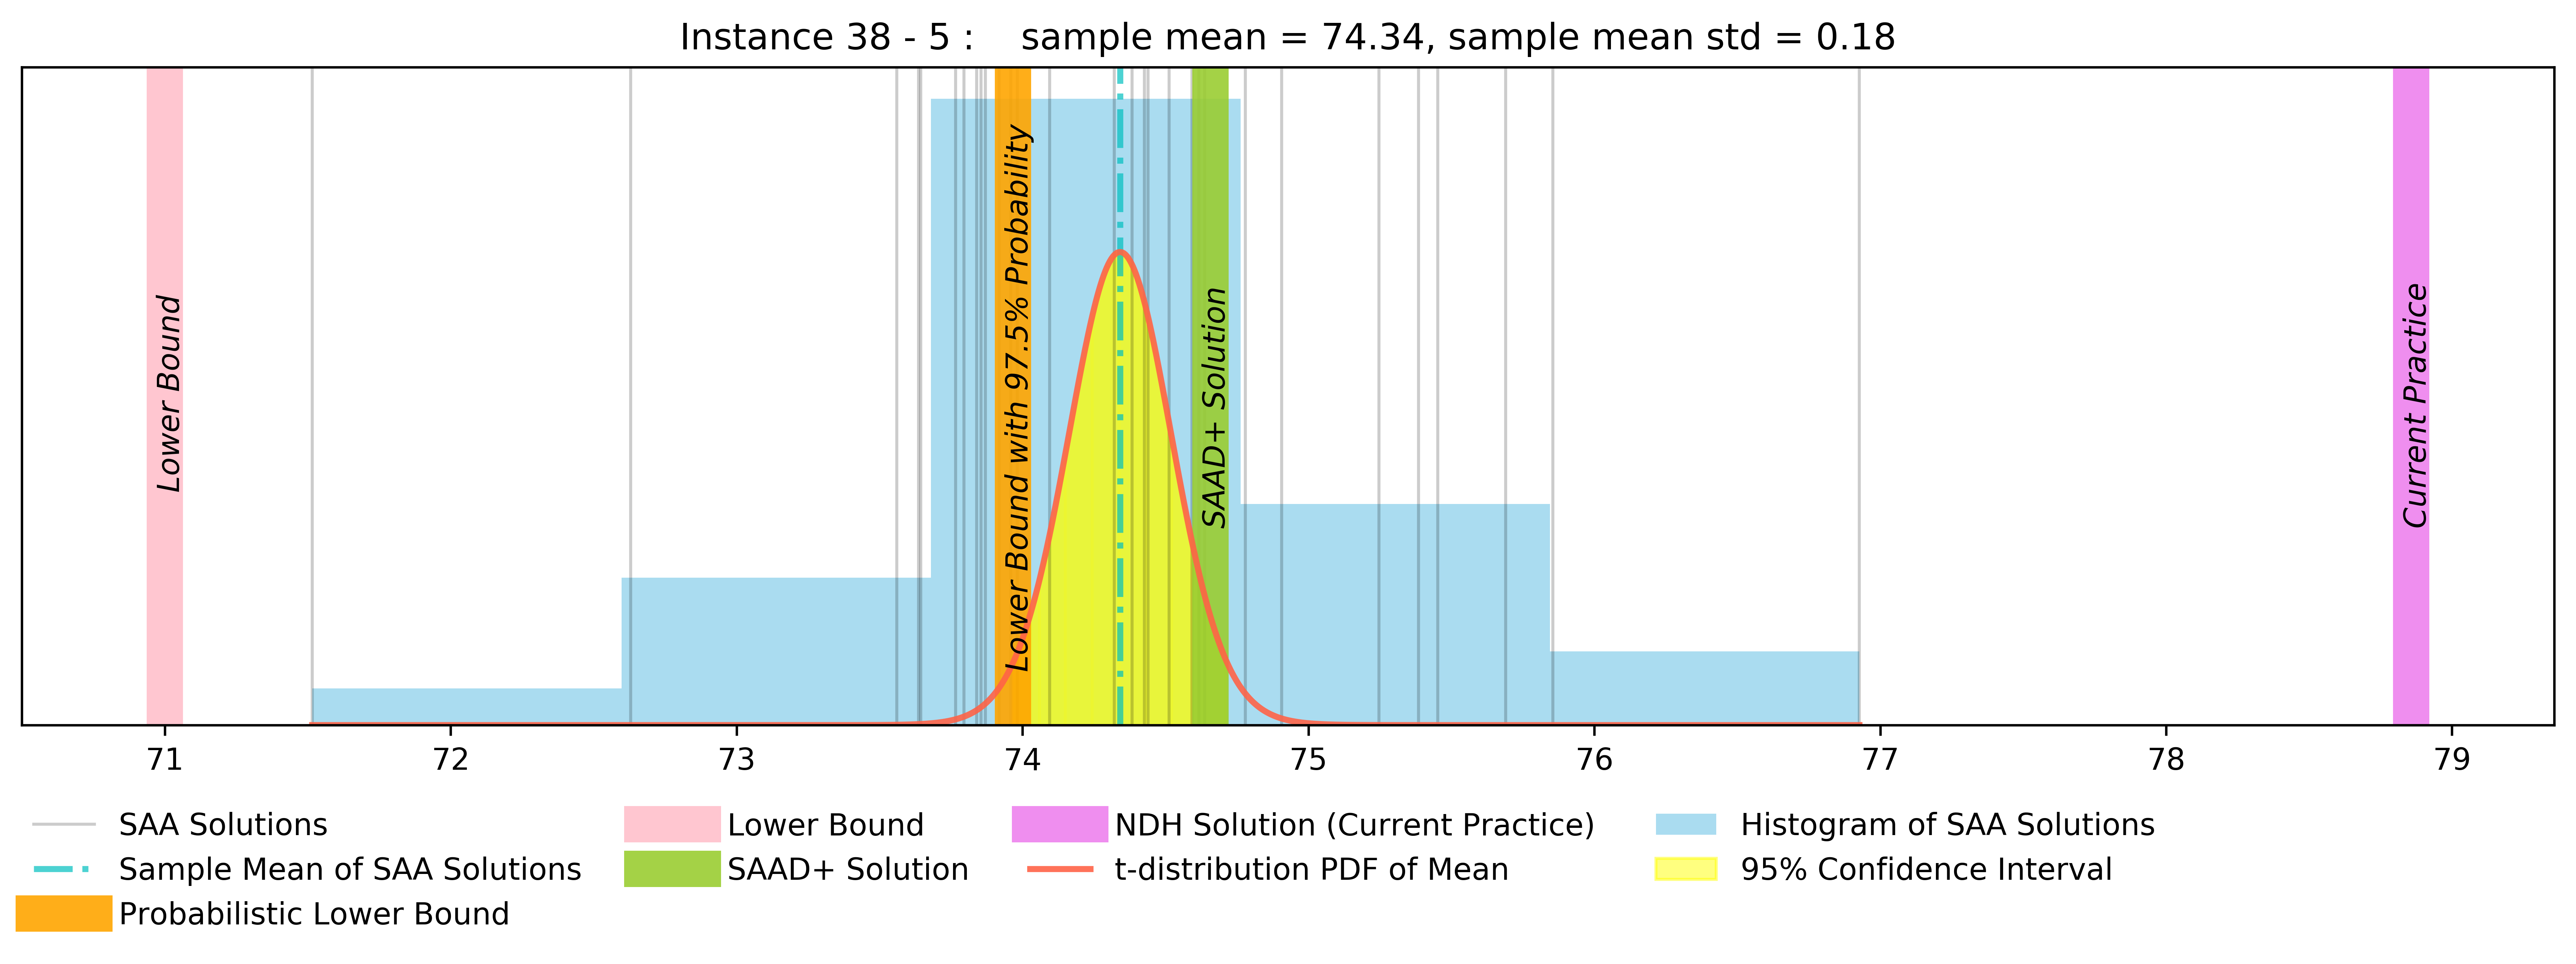 Instance 38 - 5 :    sample mean = 74.34, sample mean std = 0.18
Lower Bound
Lower Bound with 97.5% Probability
SAAD+ Solution
Current Practice
71 72 73 74 75 76 77 78 79
SAA Solutions
Sample Mean of SAA Solutions
Probabilistic Lower Bound
Lower Bound
SAAD+ Solution
NDH Solution (Current Practice)
t-distribution PDF of Mean
Histogram of SAA Solutions
95% Confidence Interval